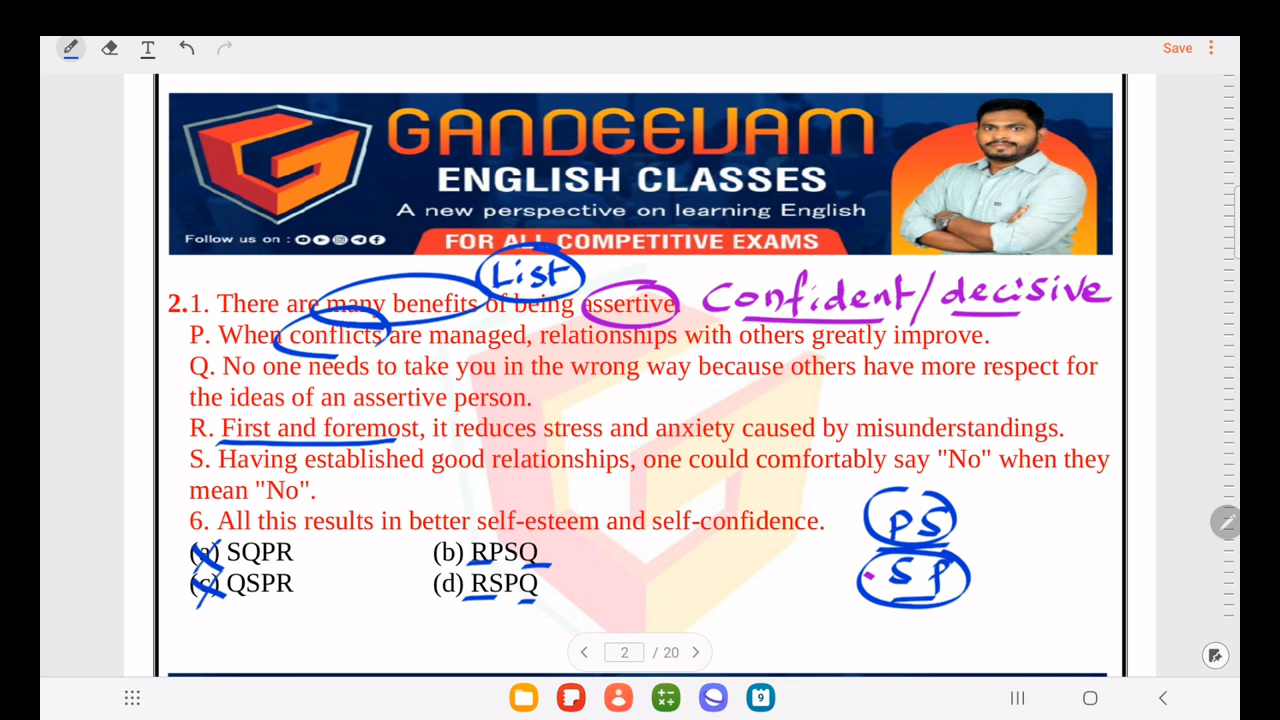 Save
GANDEEVAM
ENGLISH CLASSES
A new perspective on learning English
Follow us on :
FOR ALL COMPETITIVE EXAMS
List
Confident/decisive
2. 1. There are many benefits of being assertive.
P. When conflicts are managed, relationships with others greatly improve.
Q. No one needs to take you in the wrong way because others have more respect for
the ideas of an assertive person.
R. First and foremost, it reduces stress and anxiety caused by misunderstandings.
S. Having established good relationships, one could comfortably say "No" when they
mean "No".
6. All this results in better self-esteem and self-confidence.
PS
(a) SQPR (b) RPSQ
SP
(c) QSPR (d) RSPQ
2 / 20
9